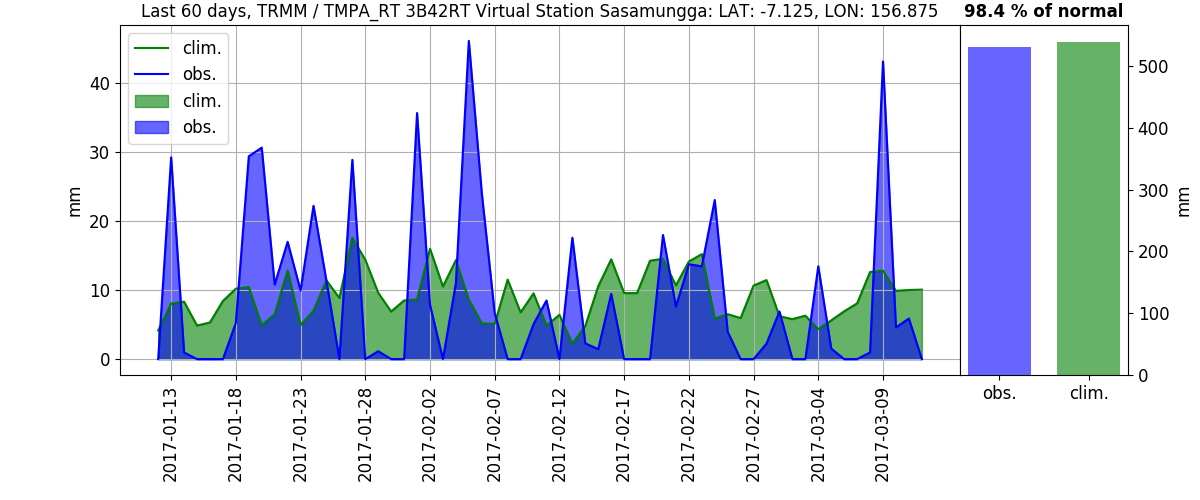 Last 60 days, TRMM / TMPA_RT 3B42RT Virtual Station Sasamungga: LAT: -7.125, LON: 156.875
98.4 % of normal
clim.
obs.
clim.
obs.
mm
40
30
20
10
0
2017-01-13
2017-01-18
2017-01-23
2017-01-28
2017-02-02
2017-02-07
2017-02-12
2017-02-17
2017-02-22
2017-02-27
2017-03-04
2017-03-09
500
400
300
200
100
0
mm
obs.
clim.